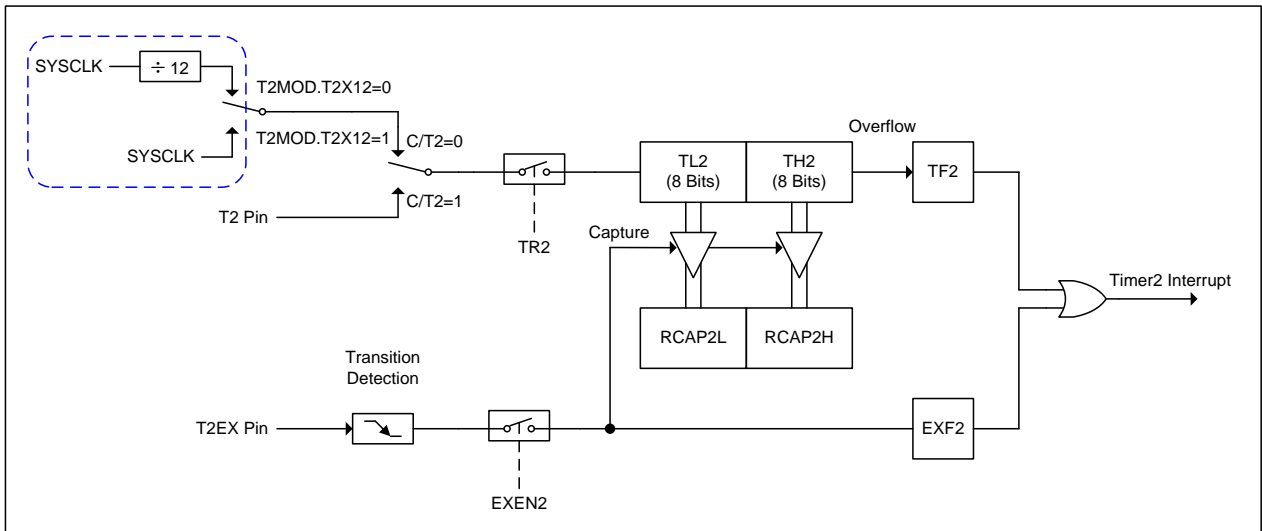 SYSCLK
÷ 12
T2MOD.T2X12=0
T2MOD.T2X12=1
SYSCLK
C/T2=0
C/T2=1
T2 Pin
TR2
Overflow
TL2
(8 Bits)
TH2
(8 Bits)
TF2
Capture
RCAP2L
RCAP2H
Timer2 Interrupt
Transition
Detection
T2EX Pin
EXEN2
EXF2